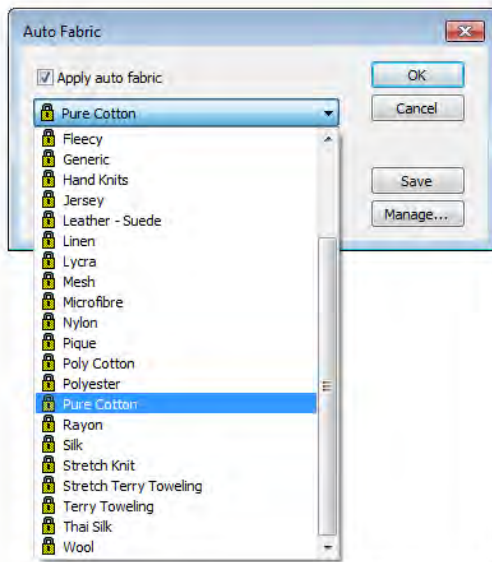 Auto Fabric
Apply auto fabric
OK
Pure Cotton
Cancel
Fleecy
Generic
Hand Knits
Jersey
Save
Leather - Suede
Manage...
Linen
Lycra
Mesh
Microfibre
Nylon
Pique
Poly Cotton
Polyester
Pure Cotton
Rayon
Silk
Stretch Knit
Stretch Terry Toweling
Terry Toweling
Thai Silk
Wool